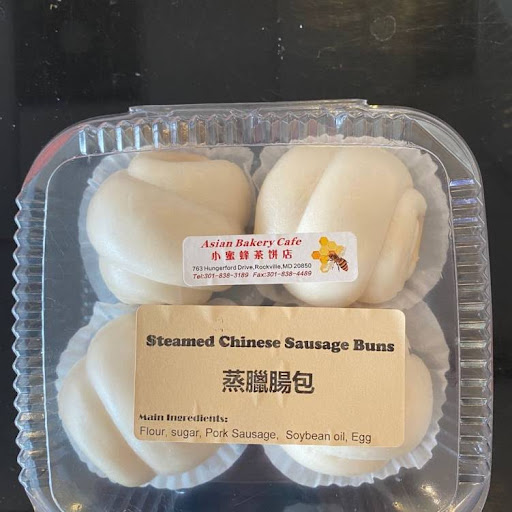 Asian Bakery Cafe
小蜜蜂茶饼店
763 Hungerford Drive,Rockville,MD 20850
Tel:301-838-3189 Fax:301-838-4489
Steamed Chinese Sausage Buns
蒸臘腸包
Main Ingredients:
Flour, sugar, Pork Sausage, Soybean oil, Egg